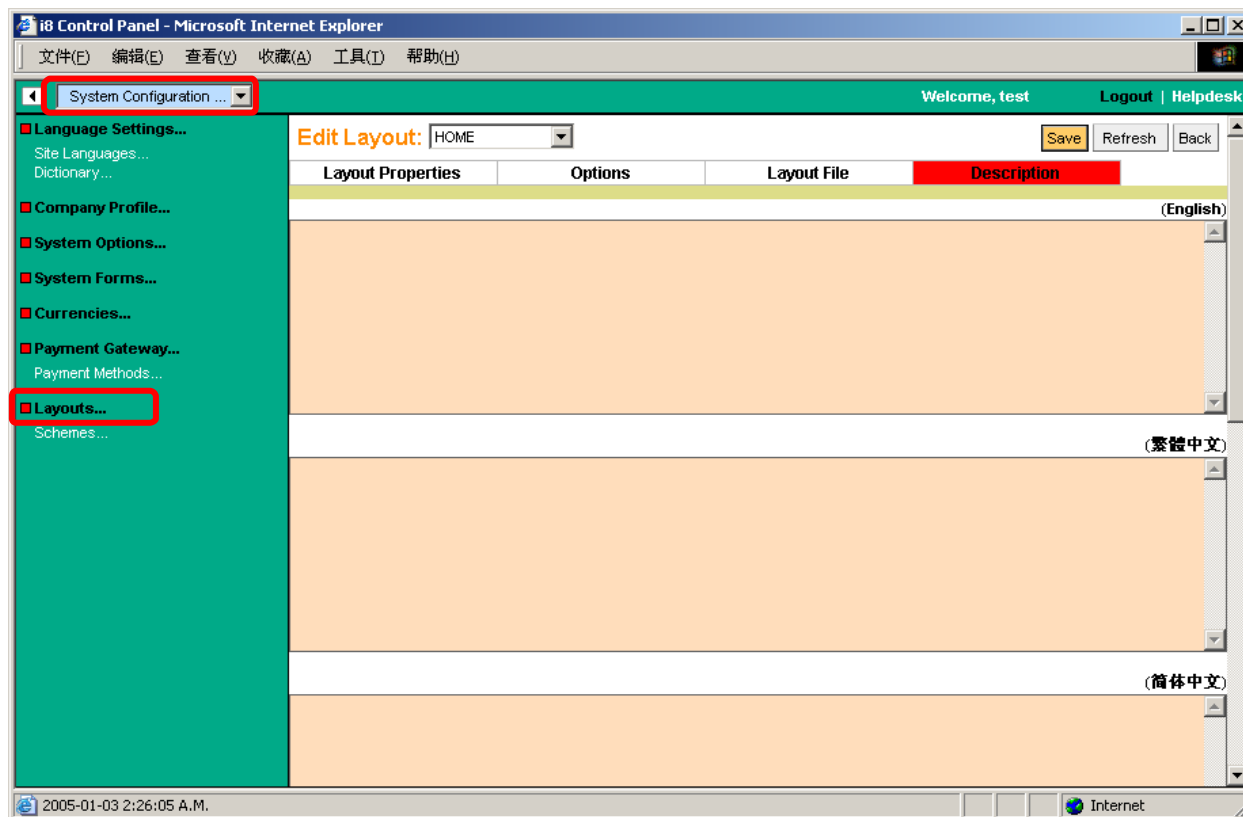 i8 Control Panel - Microsoft Internet Explorer
文件(F) 编辑(E) 查看(V) 收藏(A) 工具(T) 帮助(H)
System Configuration ...
Welcome, test
Logout | Helpdesk
Language Settings...
Site Languages...
Dictionary...
Company Profile...
System Options...
System Forms...
Currencies...
Payment Gateway...
Payment Methods...
Layouts...
Schemes...
Edit Layout: HOME
Save Refresh Back
Layout Properties Options Layout File Description
(English)
(繁體中文)
(简体中文)
2005-01-03 2:26:05 A.M.
Internet